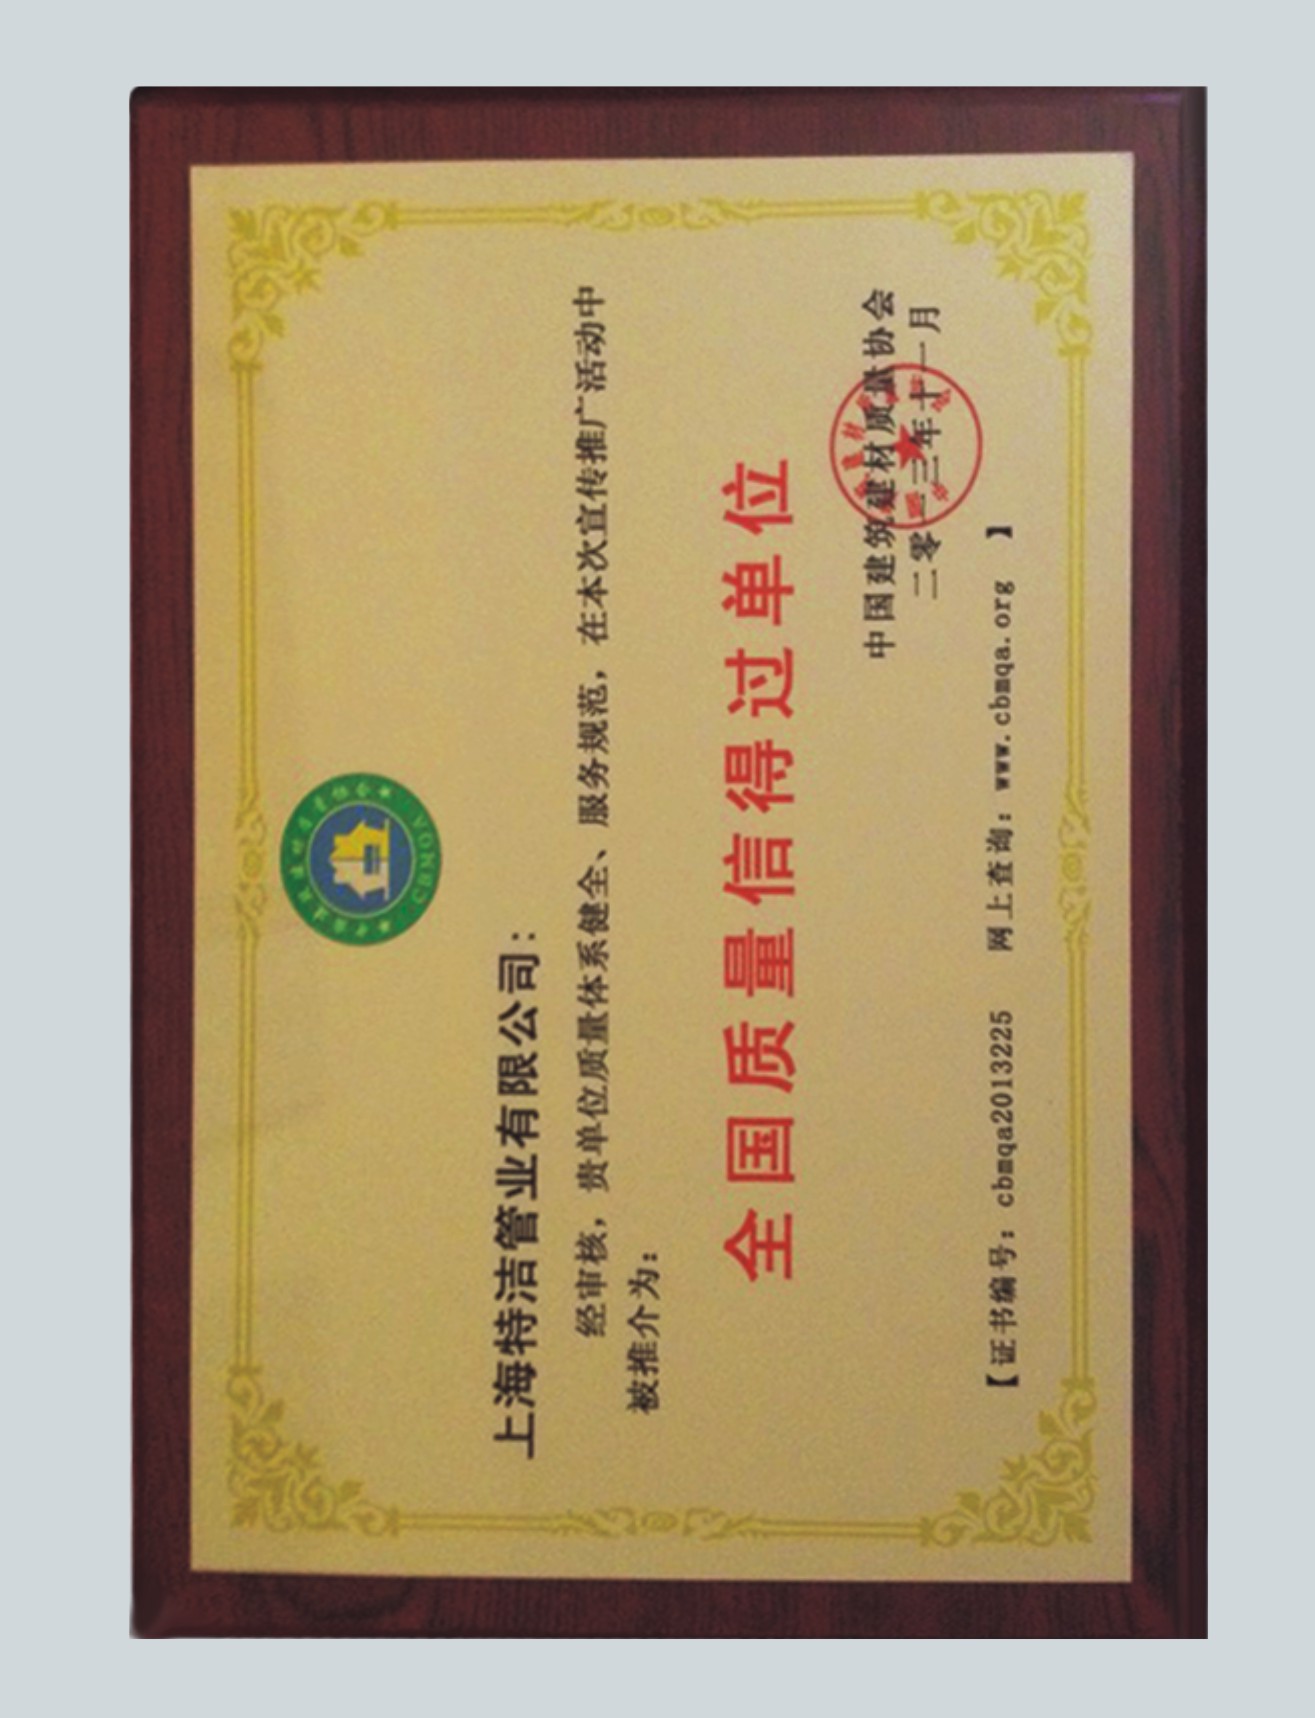 CBMQA
上海特洁管业有限公司：
经审核，贵单位质量体系健全、服务规范，在本次宣传推广活动中
被推介为：
全国质量信得过单位
中国建筑建材质量协会
二零一三年十一月
【证书编号：cbmqa2013225 网上查询：www.cbmqa.org 】